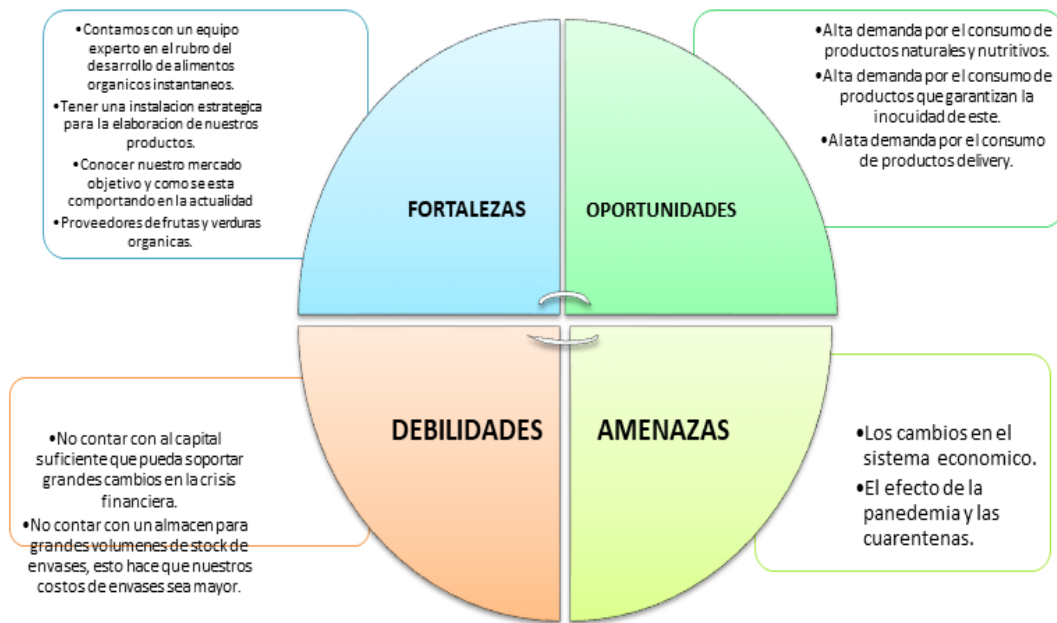 •Contamos con un equipo
experto en el rubro del
desarrollo de alimentos
organicos instantaneos.
•Tener una instalacion estrategica
para la elaboracion de nuestros
productos.
•Conocer nuestro mercado
objetivo y como se esta
comportando en la actualidad
•Proveedores de frutas y verduras
organicas.
FORTALEZAS
•Alta demanda por el consumo de
productos naturales y nutritivos.
•Alta demanda por el consumo de
productos que garantizan la
inocuidad de este.
•Alata demanda por el consumo
de productos delivery.
OPORTUNIDADES
•No contar con al capital
suficiente que pueda soportar
grandes cambios en la crisis
financiera.
•No contar con un almacen para
grandes volumenes de stock de
envases, esto hace que nuestros
costos de envases sea mayor.
DEBILIDADES
AMENAZAS
•Los cambios en el
sistema economico.
•El efecto de la
panedemia y las
cuarentenas.